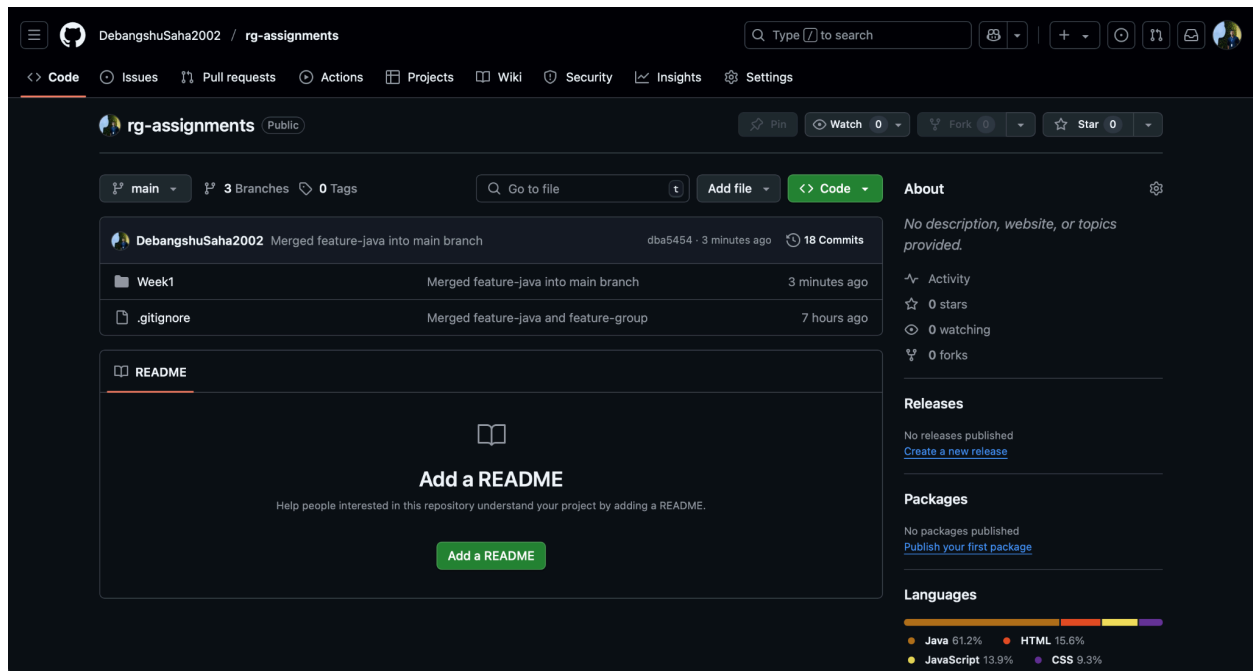 DebangshuSaha2002 / rg-assignments
Type / to search
Code Issues Pull requests Actions Projects Wiki Security Insights Settings
rg-assignments Public
Pin Watch 0 Fork 0 Star 0
main 3 Branches 0 Tags
Go to file t Add file Code
DebangshuSaha2002 Merged feature-java into main branch dba5454 · 3 minutes ago 18 Commits
Week1 Merged feature-java into main branch 3 minutes ago
.gitignore Merged feature-java and feature-group 7 hours ago
README
Add a README
Help people interested in this repository understand your project by adding a README.
Add a README
About
No description, website, or topics
provided.
Activity
0 stars
0 watching
0 forks
Releases
No releases published
Create a new release
Packages
No packages published
Publish your first package
Languages
Java 61.2% HTML 15.6%
JavaScript 13.9% CSS 9.3%